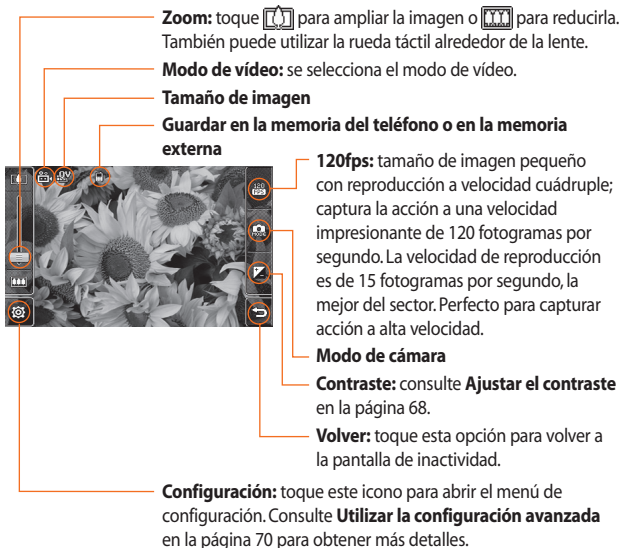 Zoom: toque para ampliar la imagen o para reducirla.
También puede utilizar la rueda táctil alrededor de la lente.
Modo de vídeo: se selecciona el modo de vídeo.
Tamaño de imagen
Guardar en la memoria del teléfono o en la memoria
externa
120fps: tamaño de imagen pequeño
con reproducción a velocidad cuádruple;
captura la acción a una velocidad
impresionante de 120 fotogramas por
segundo. La velocidad de reproducción
es de 15 fotogramas por segundo, la
mejor del sector. Perfecto para capturar
acción a alta velocidad.
Modo de cámara
Contraste: consulte Ajustar el contraste
en la página 68.
Volver: toque esta opción para volver a
la pantalla de inactividad.
Configuración: toque este icono para abrir el menú de
configuración. Consulte Utilizar la configuración avanzada
en la página 70 para obtener más detalles.
120
FPS
MODE